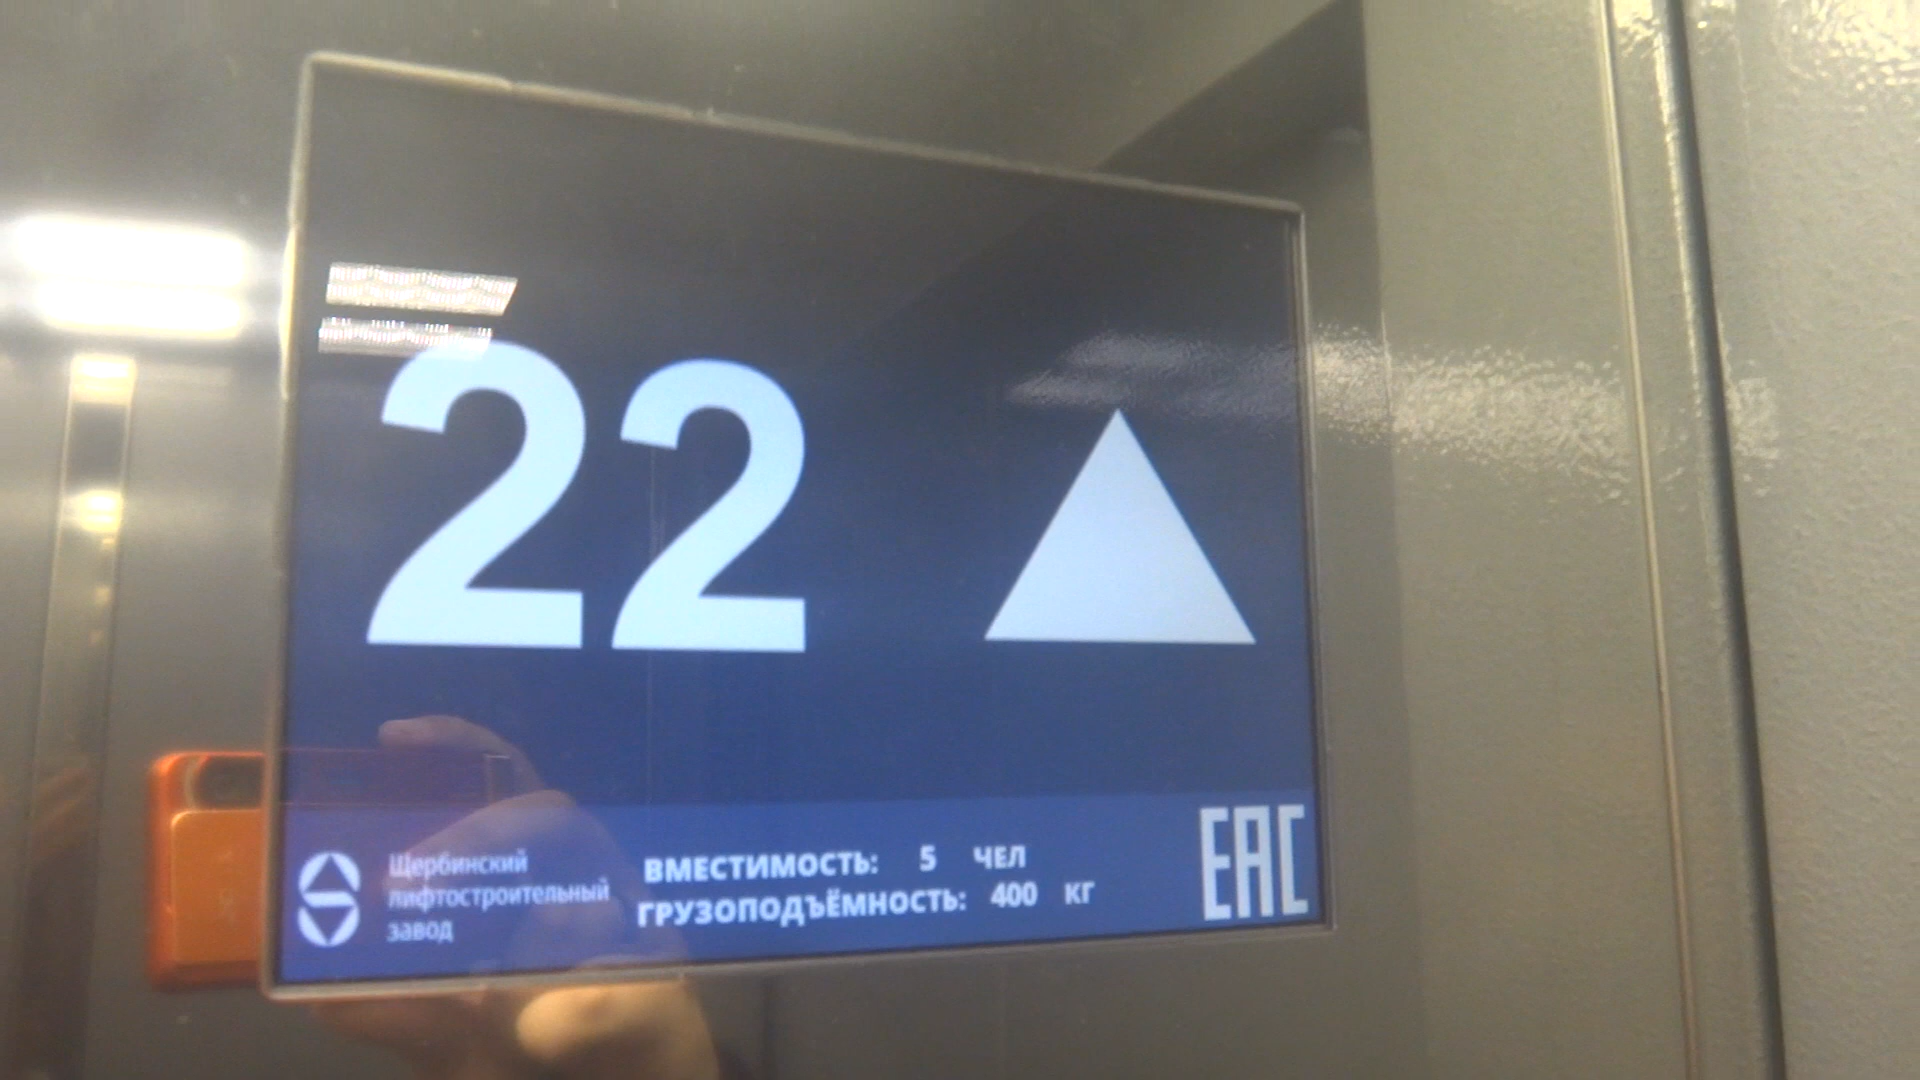 22
Щербинский
лифтостроительный
завод
ВМЕСТИМОСТЬ: 5 ЧЕЛ
ГРУЗОПОДЪЁМНОСТЬ: 400 КГ
EAC